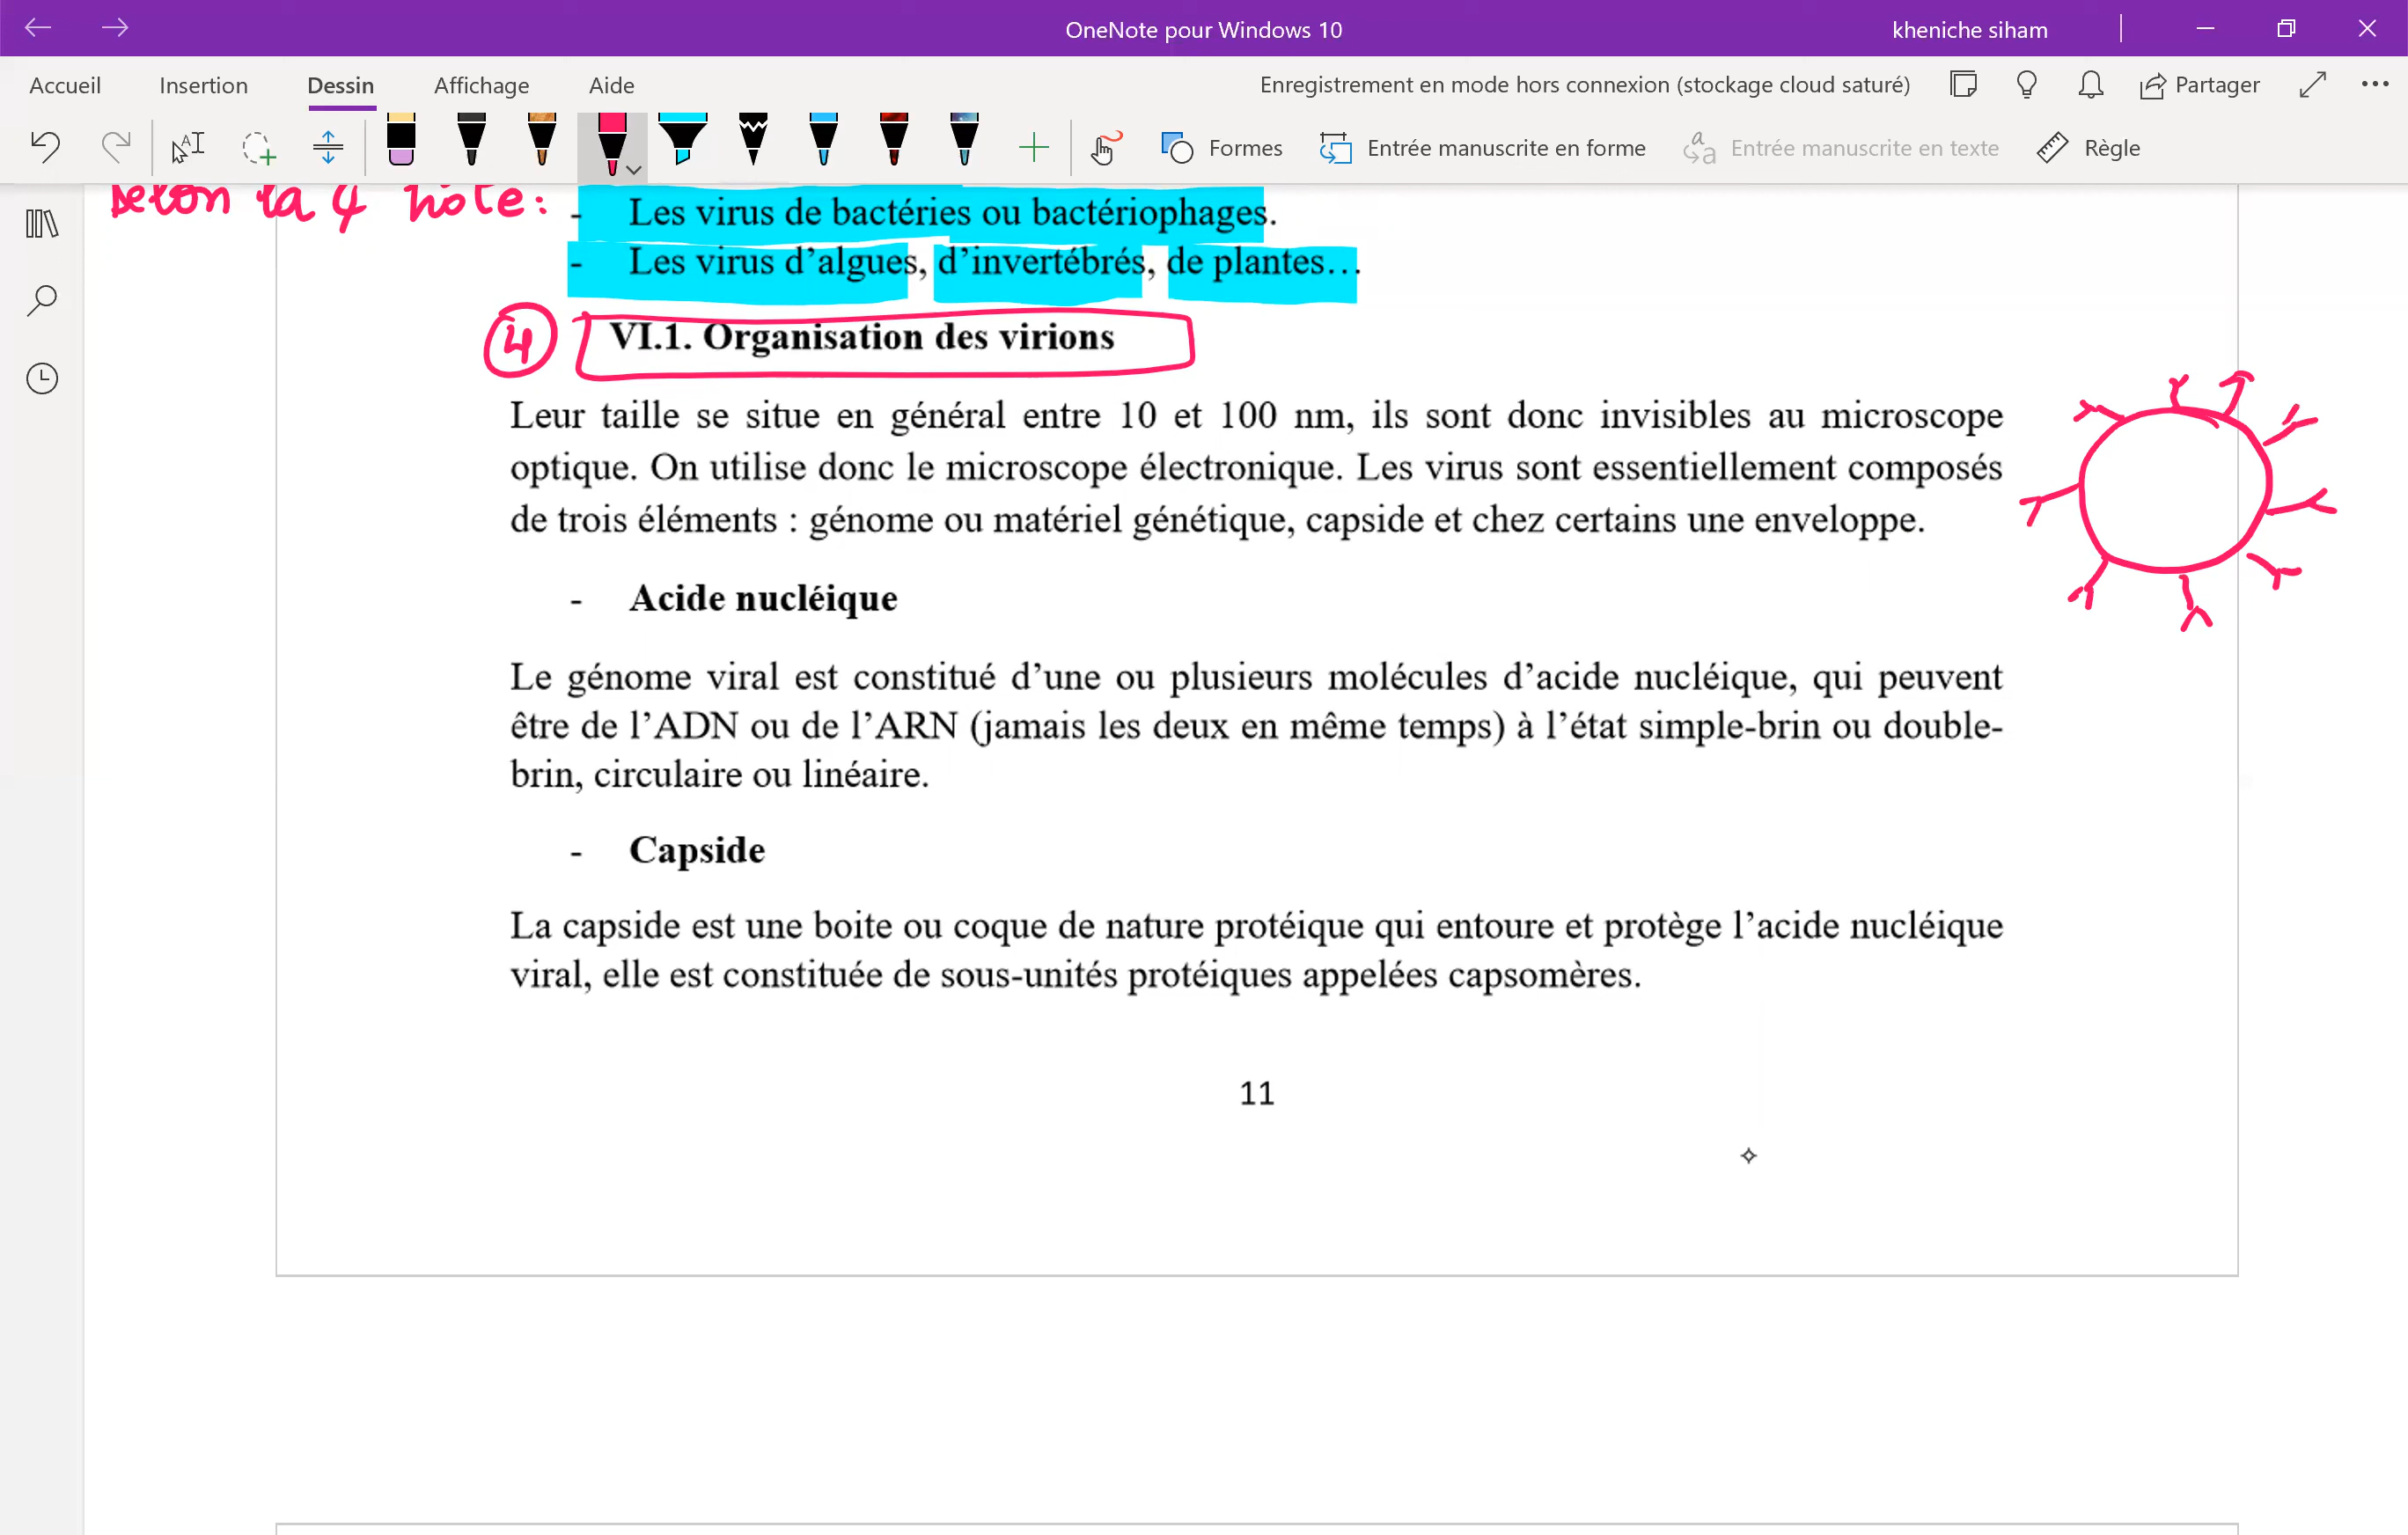 OneNote pour Windows 10
kheniche siham
Accueil Insertion Dessin Affichage Aide
Enregistrement en mode hors connexion (stockage cloud saturé) Partager
Formes Entrée manuscrite en forme Entrée manuscrite en texte Règle
Selon la 4 hôte :
- Les virus de bactéries ou bactériophages.
- Les virus d’algues, d’invertébrés, de plantes…
4 VI.1. Organisation des virions
Leur taille se situe en général entre 10 et 100 nm, ils sont donc invisibles au microscope
optique. On utilise donc le microscope électronique. Les virus sont essentiellement composés
de trois éléments : génome ou matériel génétique, capside et chez certains une enveloppe.
- Acide nucléique
Le génome viral est constitué d’une ou plusieurs molécules d’acide nucléique, qui peuvent
être de l’ADN ou de l’ARN (jamais les deux en même temps) à l’état simple-brin ou double-
brin, circulaire ou linéaire.
- Capside
La capside est une boite ou coque de nature protéique qui entoure et protège l’acide nucléique
viral, elle est constituée de sous-unités protéiques appelées capsomères.
11